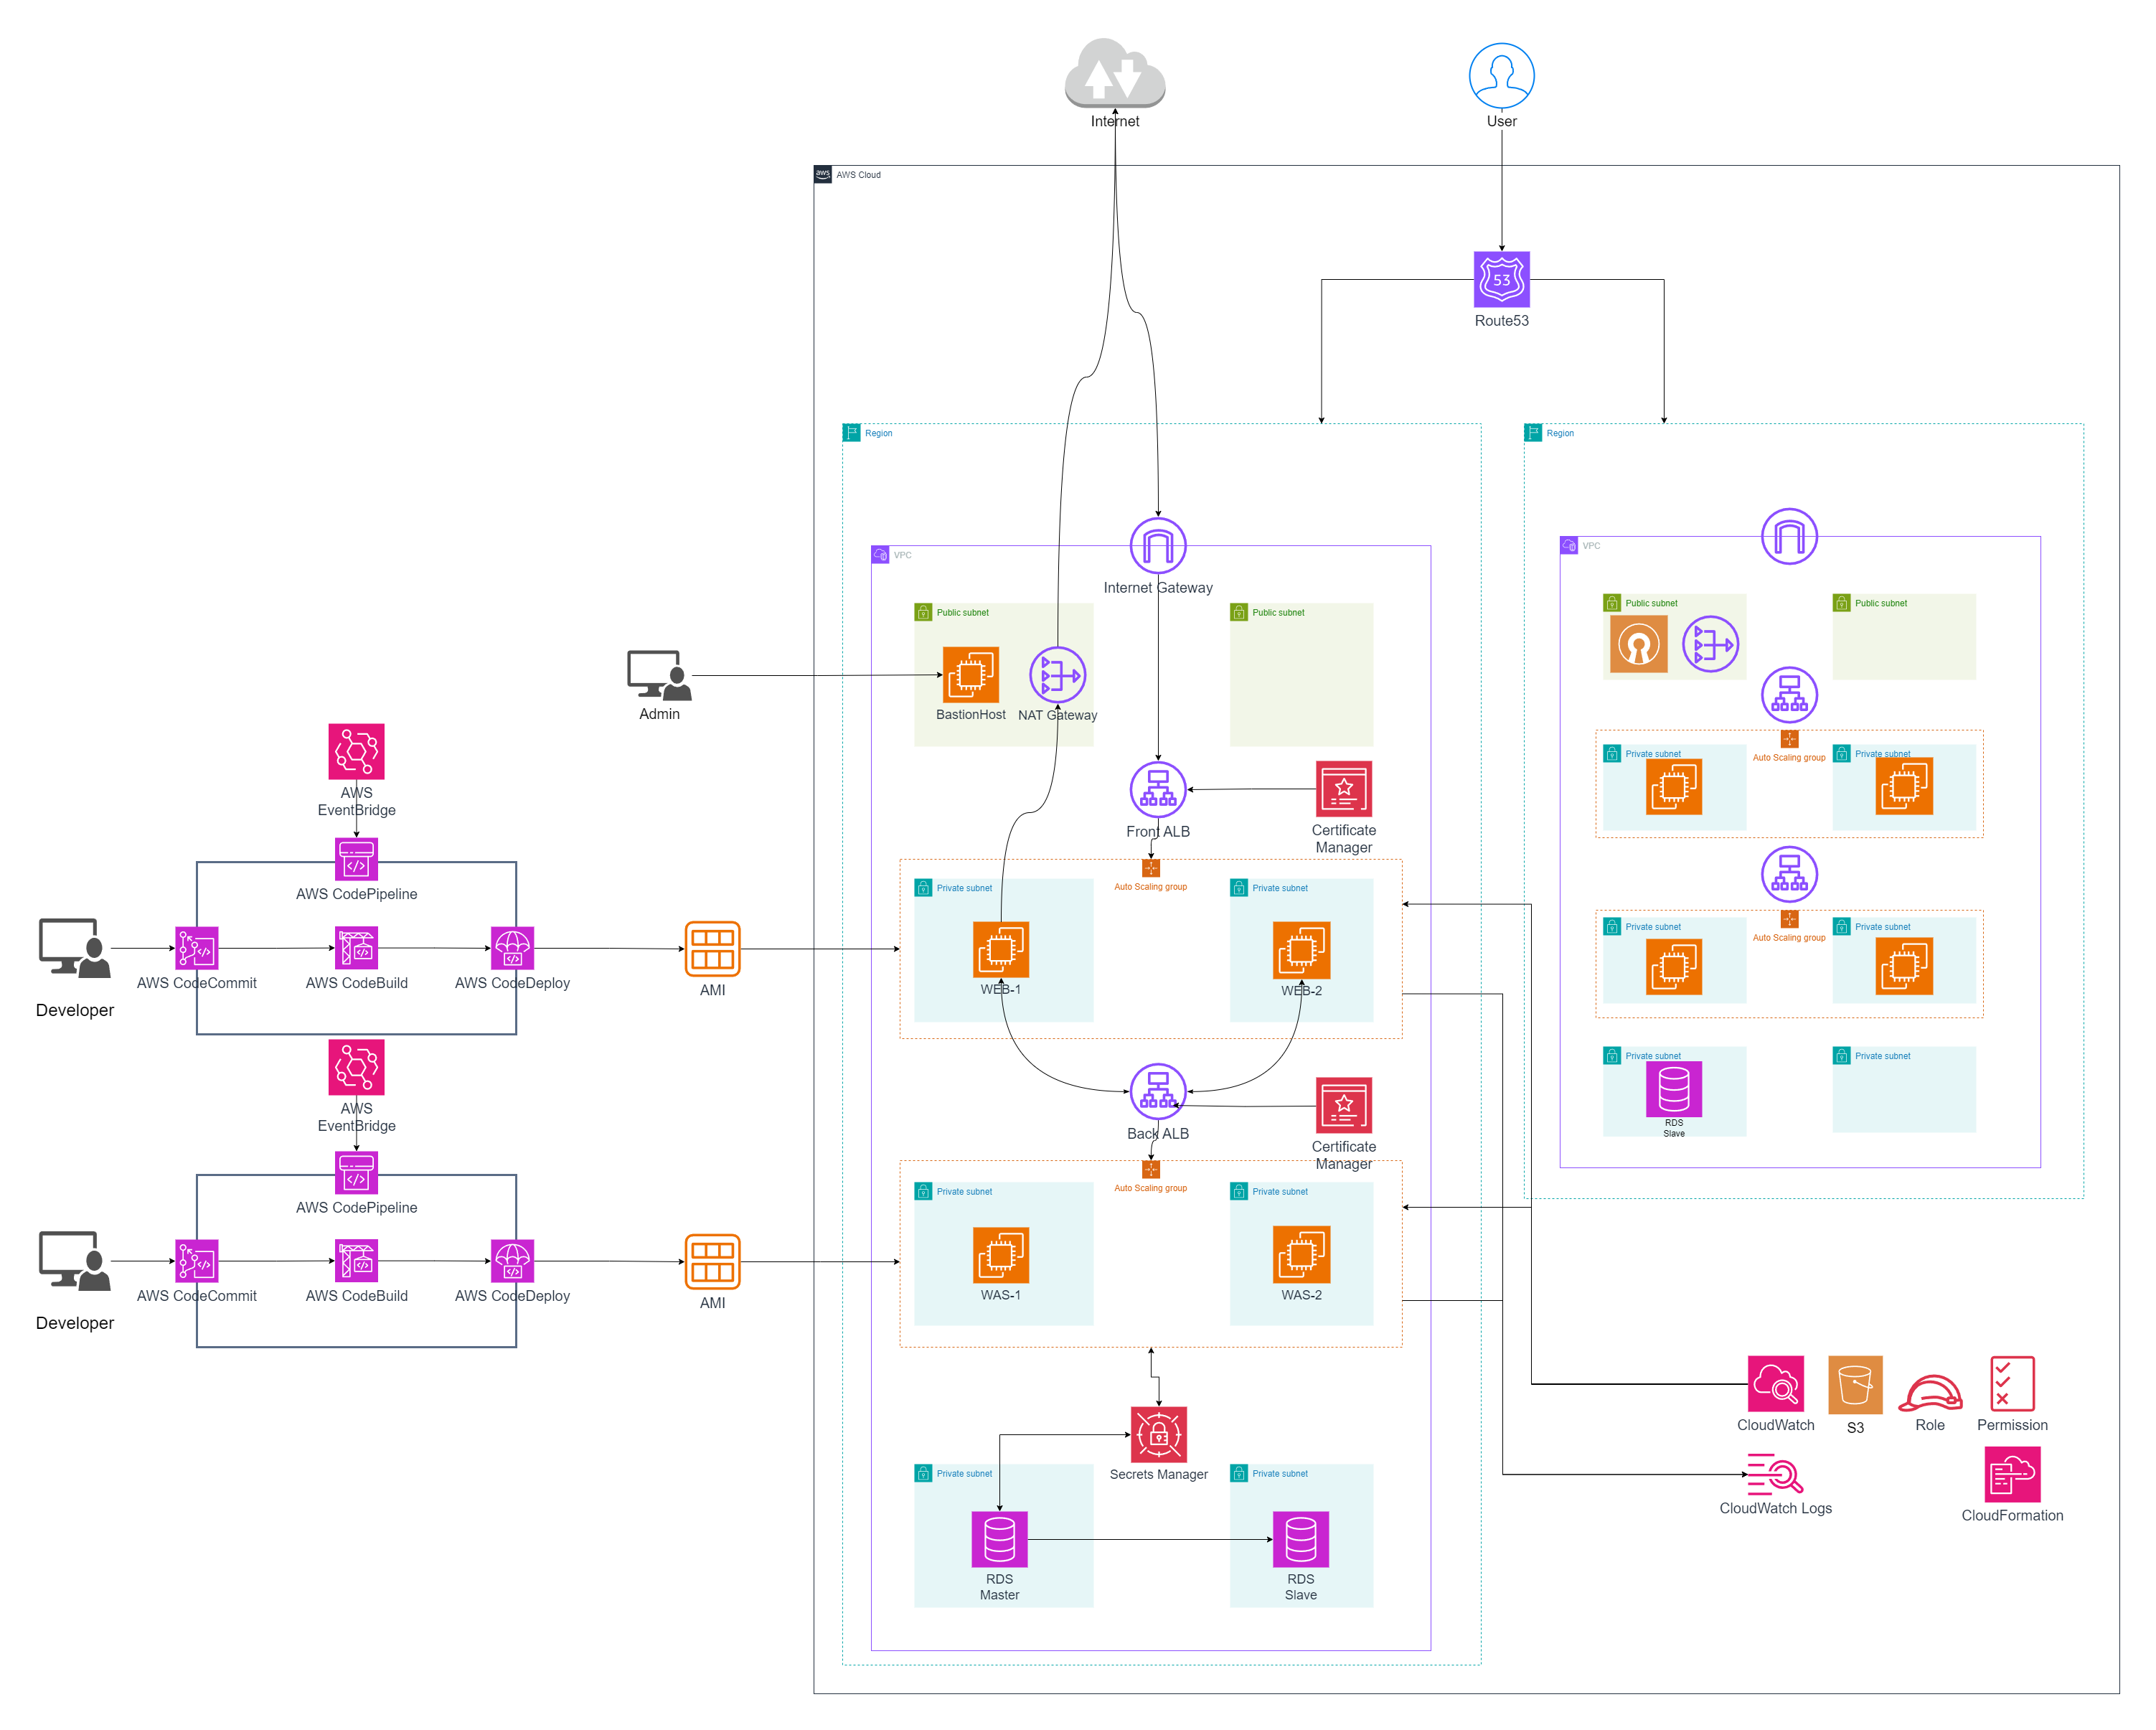 Internet
User
aws
AWS Cloud
53
Route53
Region
Region
VPC
VPC
Internet Gateway
Public subnet
Public subnet
Public subnet
Public subnet
BastionHost
NAT Gateway
Admin
AWS
EventBridge
Front ALB
Certificate
Manager
Private subnet
Auto Scaling group
Private subnet
AWS CodePipeline
Private subnet
Auto Scaling group
Private subnet
AWS CodeCommit
AWS CodeBuild
AWS CodeDeploy
AMI
WEB-1
WEB-2
Developer
Private subnet
Auto Scaling group
Private subnet
AWS
EventBridge
Back ALB
Certificate
Manager
Private subnet
Private subnet
RDS
Slave
AWS CodePipeline
Private subnet
Auto Scaling group
Private subnet
AWS CodeCommit
AWS CodeBuild
AWS CodeDeploy
AMI
WAS-1
WAS-2
Developer
CloudWatch
S3
Role
Permission
Secrets Manager
Private subnet
Private subnet
CloudWatch Logs
CloudFormation
RDS
Master
RDS
Slave